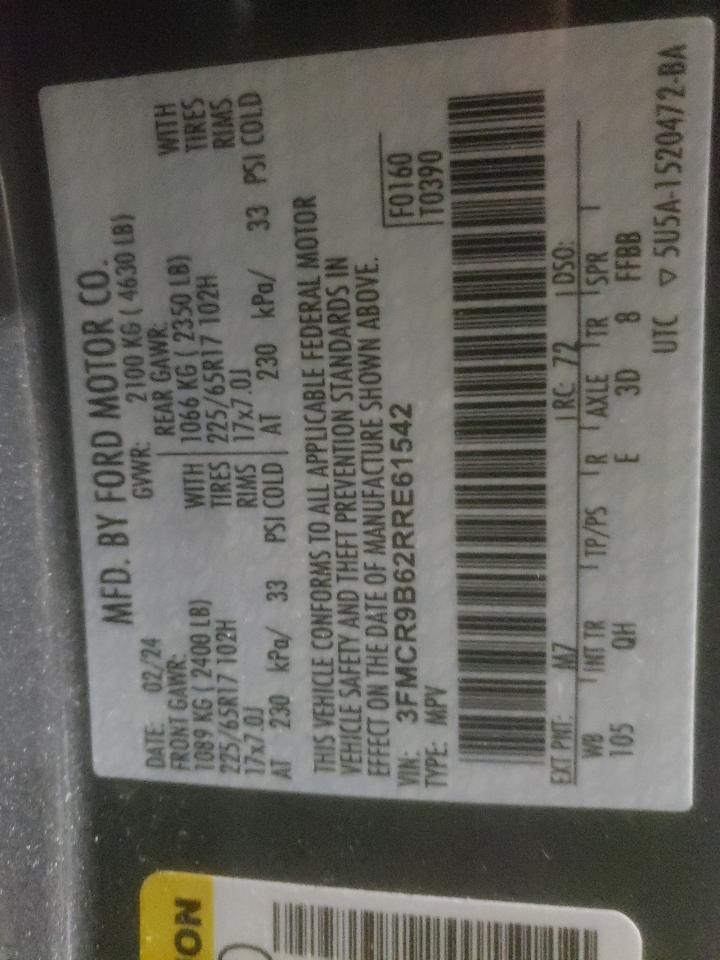 MFD. BY FORD MOTOR CO.
DATE: 02/24 GVWR: 2100 KG ( 4630 LB)
FRONT GAWR: REAR GAWR:
1089 KG ( 2400 LB) WITH 1066 KG ( 2350 LB) WITH
225/65R17 102H TIRES 225/65R17 102H TIRES
17x7.0J RIMS 17x7.0J RIMS
AT 230 kPa/ 33 PSI COLD AT 230 kPa/ 33 PSI COLD
THIS VEHICLE CONFORMS TO ALL APPLICABLE FEDERAL MOTOR
VEHICLE SAFETY AND THEFT PREVENTION STANDARDS IN
EFFECT ON THE DATE OF MANUFACTURE SHOWN ABOVE.
VIN: 3FMCR9B62RRE61542 F0160
TYPE: MPV T0390
EXT PNT: M7 RC: 72 DSO:
WB INT TR TP/PS R AXLE TR SPR
105 QH E 3D 8 FFBB
UTC ▽ 5U5A-1520472-BA
ON